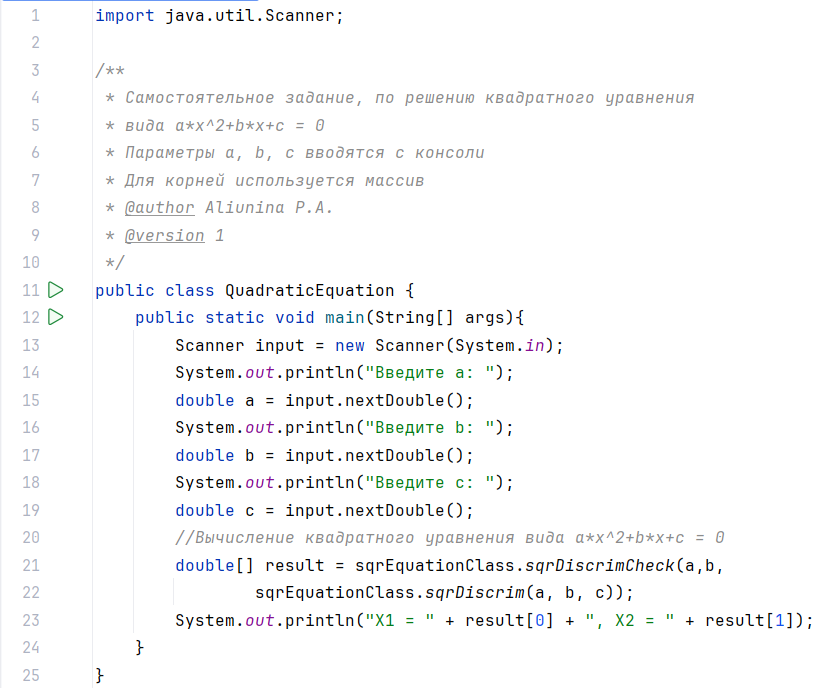 1 import java.util.Scanner;
2
3 /**
4 * Самостоятельное задание, по решению квадратного уравнения
5 * вида a*x^2+b*x+c = 0
6 * Параметры a, b, c вводятся с консоли
7 * Для корней используется массив
8 * @author Aliunina P.A.
9 * @version 1
10 */
11 public class QuadraticEquation {
12 public static void main(String[] args){
13 Scanner input = new Scanner(System.in);
14 System.out.println("Введите a: ");
15 double a = input.nextDouble();
16 System.out.println("Введите b: ");
17 double b = input.nextDouble();
18 System.out.println("Введите c: ");
19 double c = input.nextDouble();
20 //Вычисление квадратного уравнения вида a*x^2+b*x+c = 0
21 double[] result = sqrEquationClass.sqrDiscrimCheck(a,b,
22 sqrEquationClass.sqrDiscrim(a, b, c));
23 System.out.println("X1 = " + result[0] + ", X2 = " + result[1]);
24 }
25 }